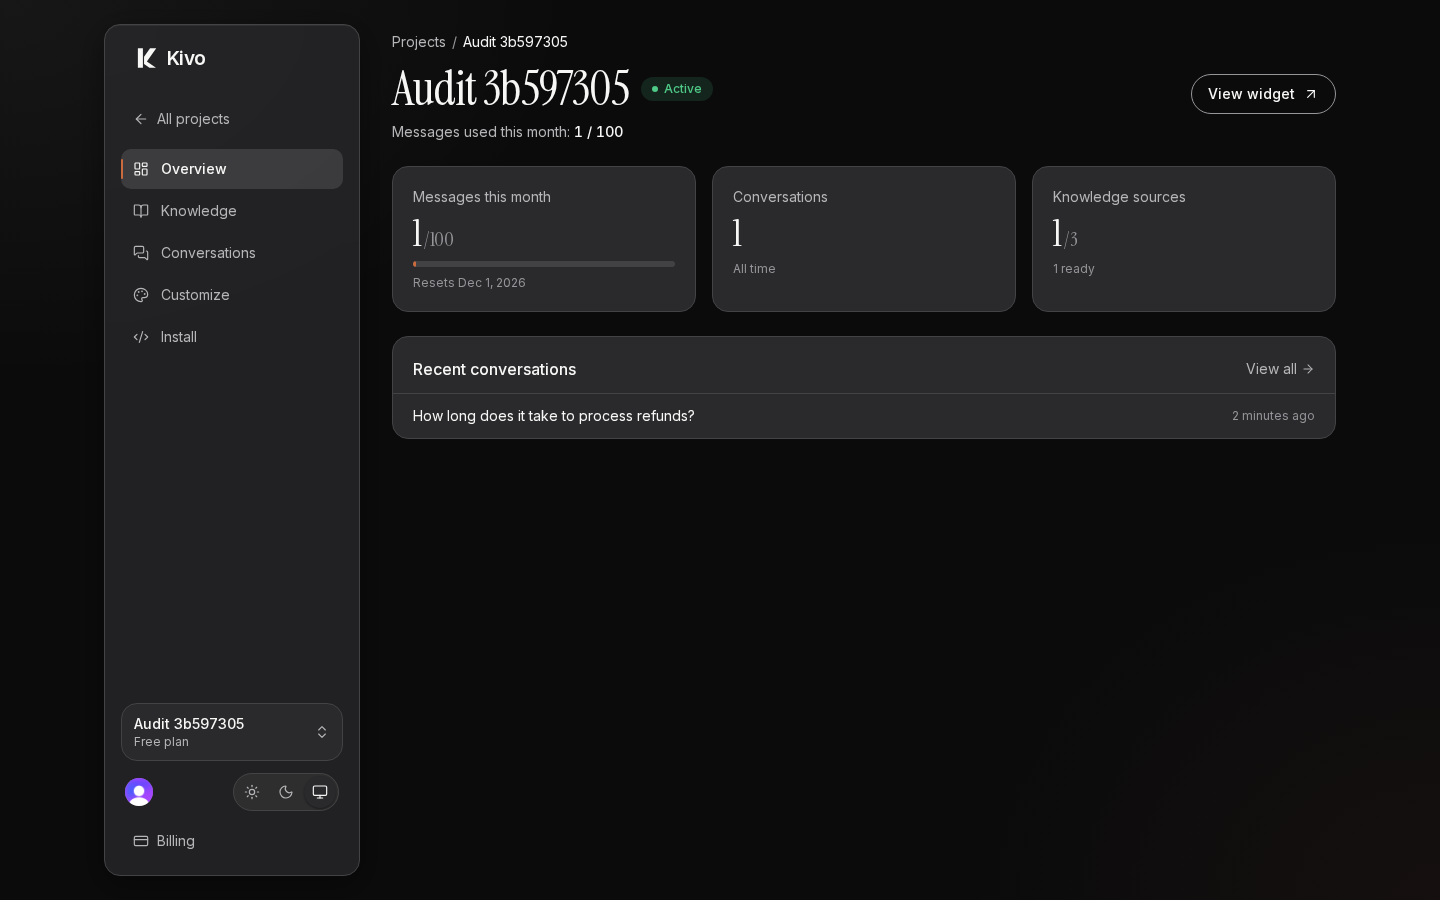 Kivo
All projects
Overview
Knowledge
Conversations
Customize
Install
Audit 3b597305
Free plan
Billing
Projects / Audit 3b597305
Audit 3b597305
Active
View widget
Messages used this month: 1 / 100
Messages this month
1/100
Resets Dec 1, 2026
Conversations
1
All time
Knowledge sources
1/3
1 ready
Recent conversations
View all
How long does it take to process refunds?
2 minutes ago